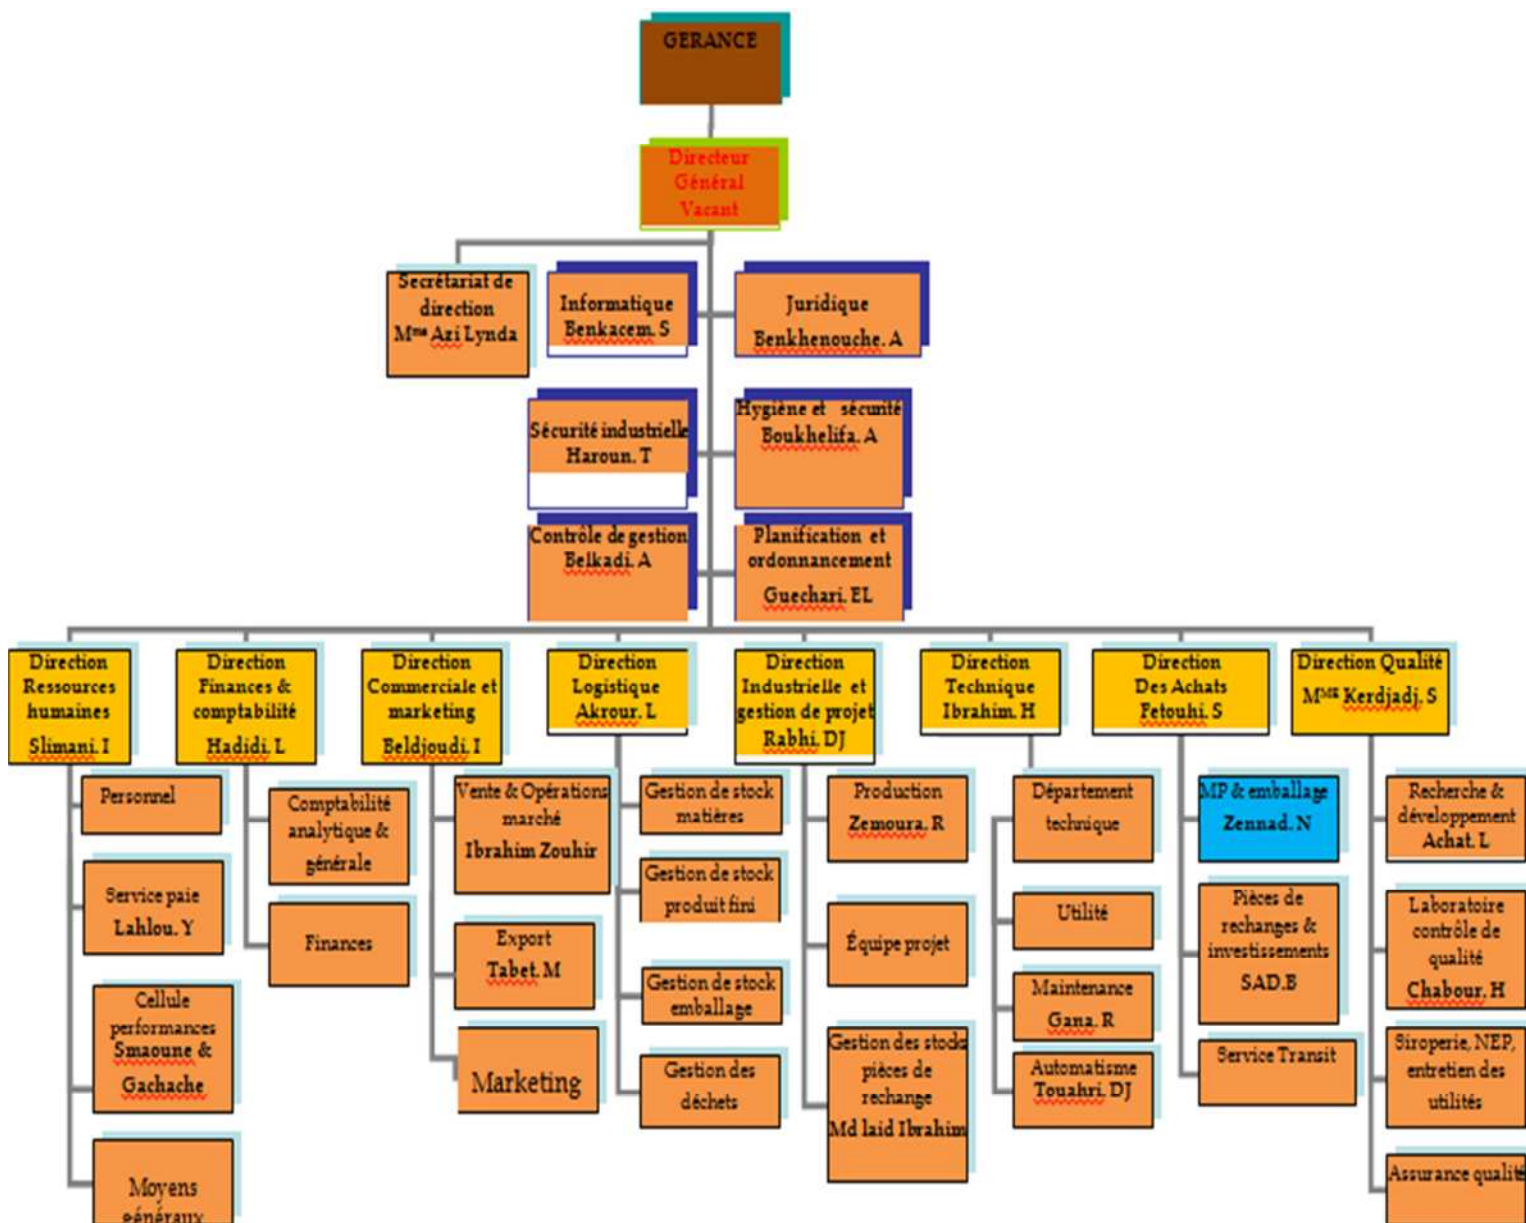 GERANCE
Directeur
Général
Vacant
Secrétariat de
direction
Mme Azi Lynda
Informatique
Benkacem. S
Juridique
Benkhenouche. A
Sécurité industrielle
Haroun. T
Hygiène et sécurité
Boukhelifa. A
Contrôle de gestion
Belkadi. A
Planification et
ordonnancement
Guechari. EL
Direction
Ressources
humaines
Slimani. I
Direction
Finances &
comptabilité
Hadidi. L
Direction
Commerciale et
marketing
Beldjoudi. I
Direction
Logistique
Akrour. L
Direction
Industrielle et
gestion de projet
Rabhi. DJ
Direction
Technique
Ibrahim. H
Direction
Des Achats
Fetouhi. S
Direction Qualité
MME Kerdjadj. S
Personnel
Service paie
Lahlou. Y
Cellule
performances
Smaoune &
Gachache
Moyens
généraux
Comptabilité
analytique &
générale
Finances
Vente & Opérations
marché
Ibrahim Zouhir
Export
Tabet. M
Marketing
Gestion de stock
matières
Gestion de stock
produit fini
Gestion de stock
emballage
Gestion des
déchets
Production
Zemoura. R
Équipe projet
Gestion des stocks
pièces de
rechange
Md laid Ibrahim
Département
technique
Utilité
Maintenance
Gana. R
Automatisme
Touahri. DJ
MP & emballage
Zennad. N
Pièces de
rechanges &
investissements
SAD.B
Service Transit
Recherche &
développement
Achat. L
Laboratoire
contrôle de
qualité
Chabour. H
Siroperie, NEP,
entretien des
utilités
Assurance qualité